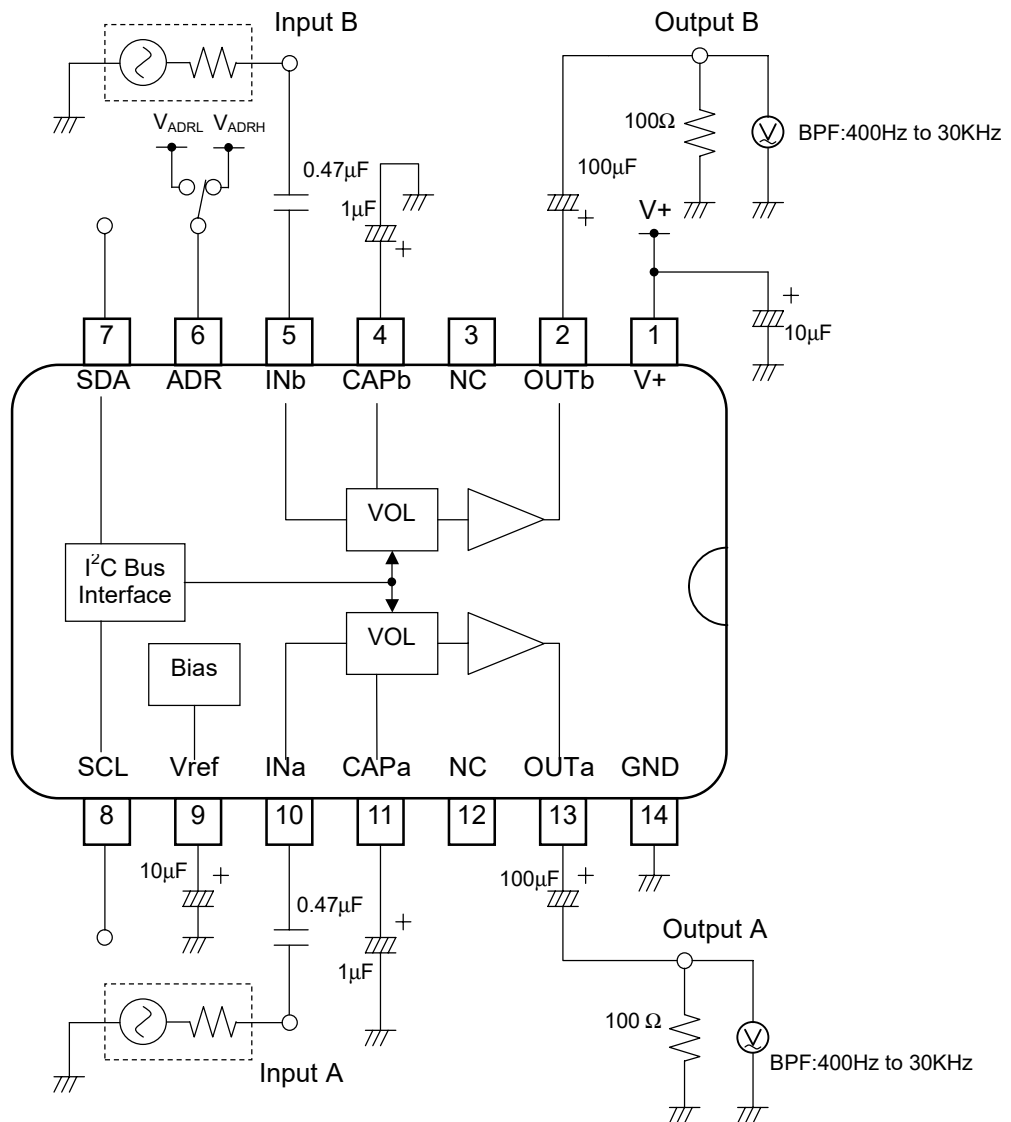 Input B
Output B
V_ADRL V_ADRH
100Ω
BPF:400Hz to 30KHz
0.47µF
100µF
1µF
+
+
V+
+
10µF
7 6 5 4 3 2 1
SDA ADR INb CAPb NC OUTb V+
VOL
I²C Bus
Interface
VOL
Bias
SCL Vref INa CAPa NC OUTa GND
8 9 10 11 12 13 14
10µF +
100µF +
0.47µF
+
1µF
Output A
100 Ω
BPF:400Hz to 30KHz
Input A